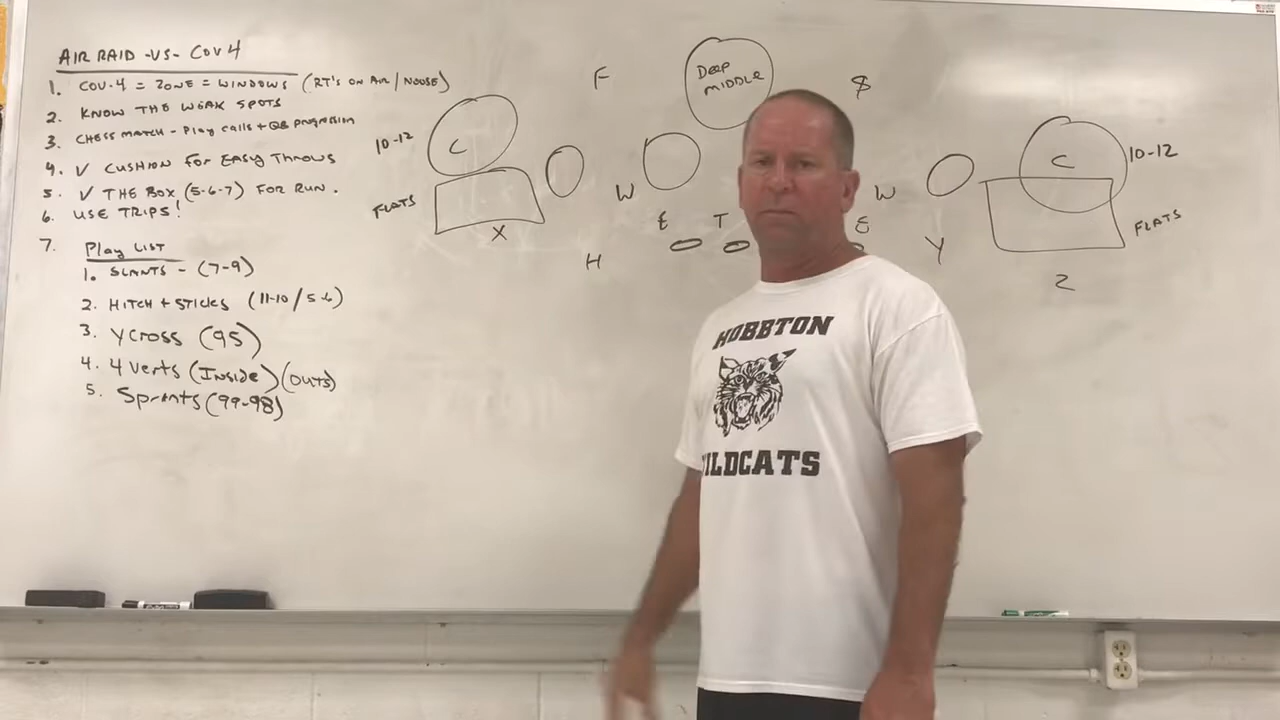 AIR RAID -VS- COV 4
1. COV-4 = ZONE = WINDOWS (RT'S ON AIR/NOOSE)
2. KNOW THE WEAK SPOTS
3. CHESS MATCH - Play calls + QB progression
4. ✓ CUSHION FOR EASY THROWS
5. ✓ THE BOX (5-6-7) FOR RUN.
6. USE TRIPS!
7. Play LIST
1. SLANTS - (7-9)
2. HITCH + STICKS (11-10/5-6)
3. YCROSS (95)
4. 4 Verts (INSIDE) (OUTS)
5. Sprints (99-98)
F
DEEP MIDDLE
$
10-12
C
C
10-12
FLATS
W
W
FLATS
X
E
T
E
H
Y
Z
HOBBTON
WILDCATS